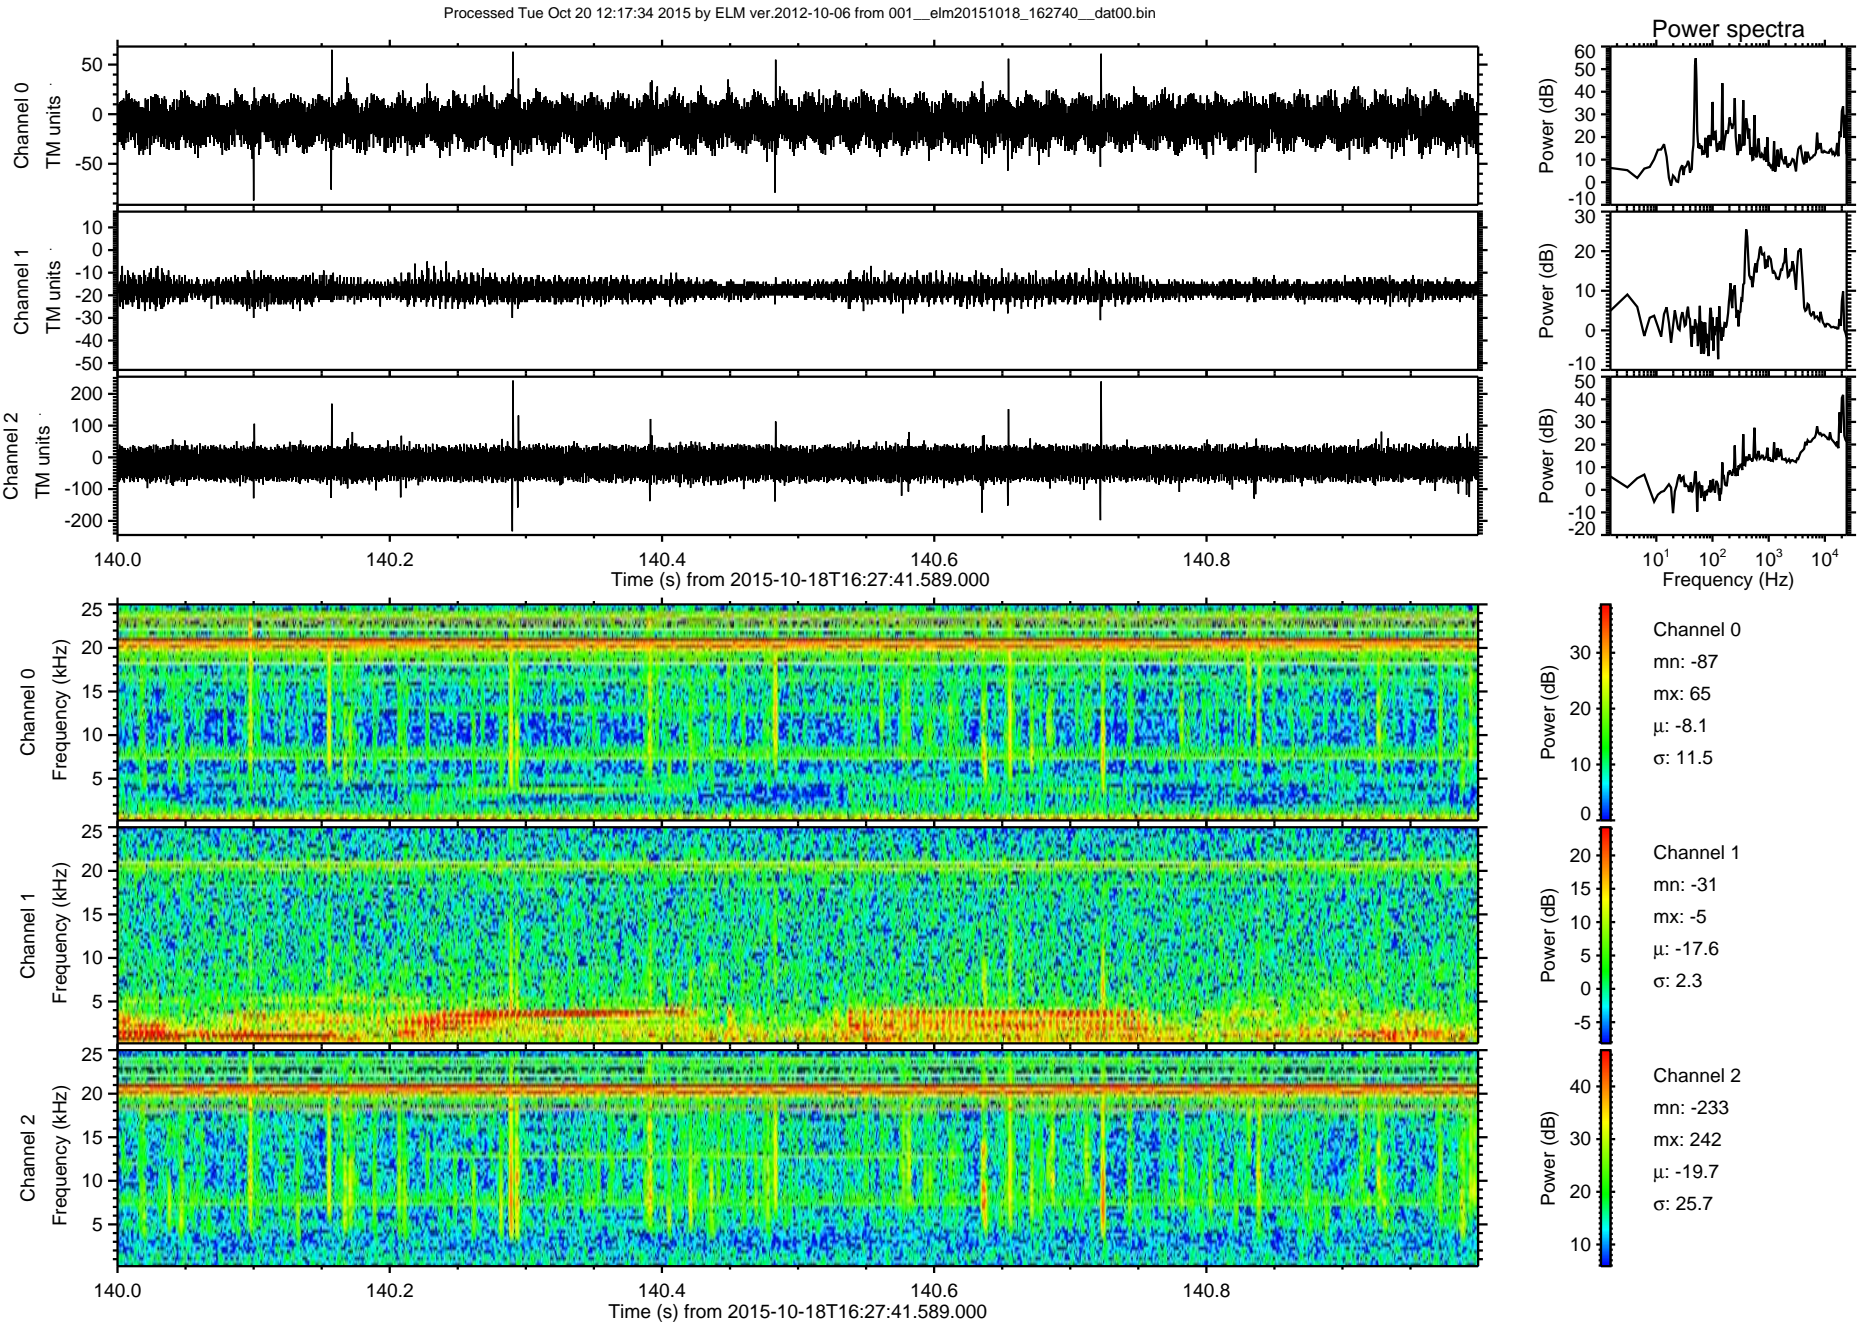 Processed Tue Oct 20 12:17:34 2015 by ELM ver.2012-10-06 from 001__elm20151018_162740__dat00.bin
Power spectra
Channel 0
TM units
50
0
-50
Power (dB)
60
50
40
30
20
10
0
-10
Channel 1
TM units
10
0
-10
-20
-30
-40
-50
Power (dB)
30
20
10
0
-10
Channel 2
TM units
200
100
0
-100
-200
Power (dB)
50
40
30
20
10
0
-10
-20
140.0 140.2 140.4 140.6 140.8
Time (s) from 2015-10-18T16:27:41.589.000
10¹ 10² 10³ 10⁴
Frequency (Hz)
Channel 0
Frequency (kHz)
25
20
15
10
5
Power (dB)
30
20
10
0
Channel 0
mn: -87
mx: 65
μ: -8.1
σ: 11.5
Channel 1
Frequency (kHz)
25
20
15
10
5
Power (dB)
20
15
10
5
0
-5
Channel 1
mn: -31
mx: -5
μ: -17.6
σ: 2.3
Channel 2
Frequency (kHz)
25
20
15
10
5
Power (dB)
40
30
20
10
Channel 2
mn: -233
mx: 242
μ: -19.7
σ: 25.7
140.0 140.2 140.4 140.6 140.8
Time (s) from 2015-10-18T16:27:41.589.000